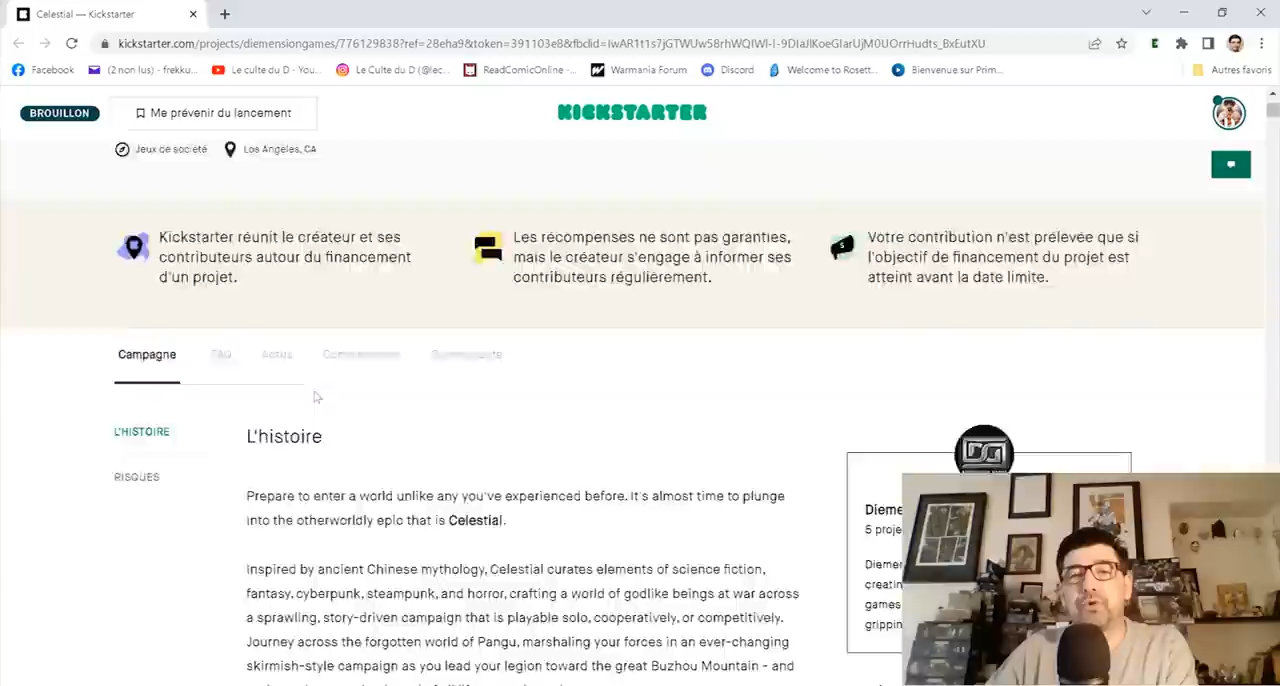 Celestial — Kickstarter
kickstarter.com/projects/diemensiongames/776129838?ref=28eha9&token=391103e8&fbclid=IwAR1t1s7jGTWUw58rhWQIWl-I-9DIaJlKoeGIarUjM0UOrrHudts_BxEutXU
Facebook (2 non lus) - frekku... Le culte du D - You... Le Culte du D (@lec... ReadComicOnline -... Warmania Forum Discord Welcome to Rosett... Bienvenue sur Prim... Autres favoris
BROUILLON Me prévenir du lancement KICKSTARTER
Jeux de société Los Angeles, CA
Kickstarter réunit le créateur et ses
contributeurs autour du financement
d'un projet.
Les récompenses ne sont pas garanties,
mais le créateur s'engage à informer ses
contributeurs régulièrement.
Votre contribution n'est prélevée que si
l'objectif de financement du projet est
atteint avant la date limite.
Campagne FAQ Actus Commentaires Communauté
L'HISTOIRE
RISQUES
L'histoire
Prepare to enter a world unlike any you've experienced before. It's almost time to plunge
into the otherworldly epic that is Celestial.
Inspired by ancient Chinese mythology, Celestial curates elements of science fiction,
fantasy, cyberpunk, steampunk, and horror, crafting a world of godlike beings at war across
a sprawling, story-driven campaign that is playable solo, cooperatively, or competitively.
Journey across the forgotten world of Pangu, marshaling your forces in an ever-changing
skirmish-style campaign as you lead your legion toward the great Buzhou Mountain - and
DG
Dieme
5 proje
Diemer
creatin
games
grippin